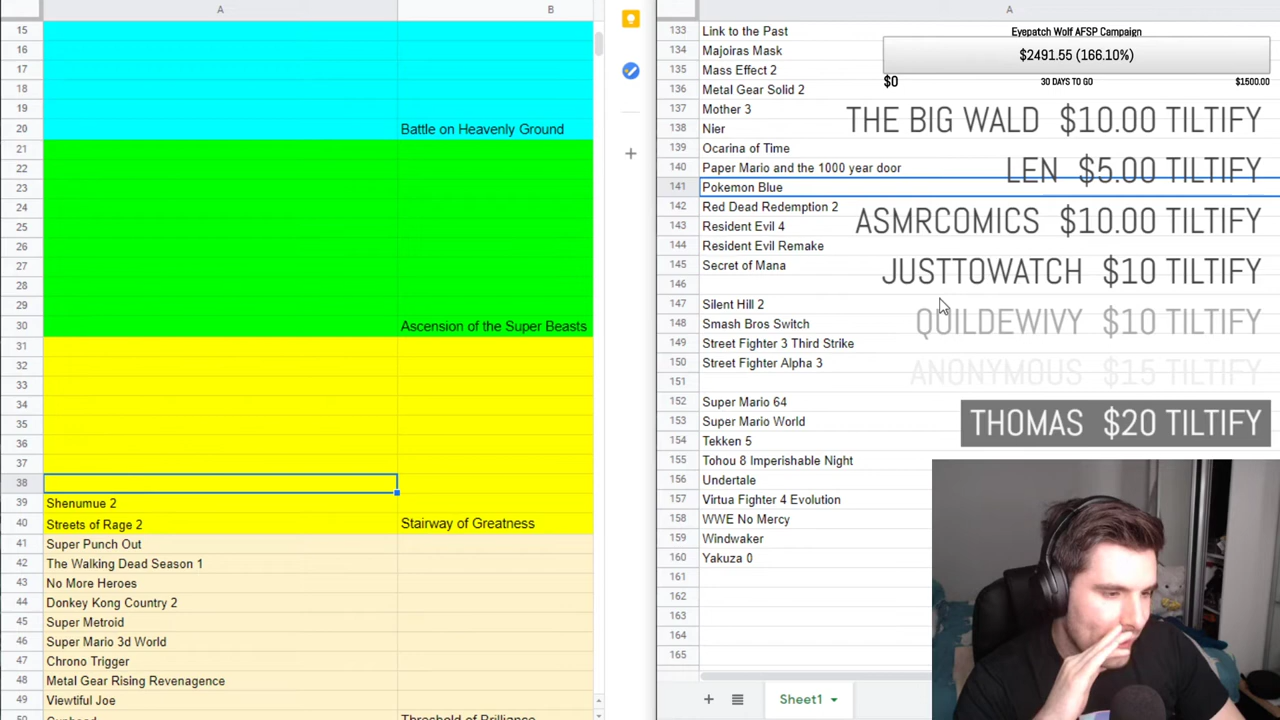 A
B
15
16
17
18
19
20 Battle on Heavenly Ground
21
22
23
24
25
26
27
28
29
30 Ascension of the Super Beasts
31
32
33
34
35
36
37
38
39 Shenumue 2
40 Streets of Rage 2 Stairway of Greatness
41 Super Punch Out
42 The Walking Dead Season 1
43 No More Heroes
44 Donkey Kong Country 2
45 Super Metroid
46 Super Mario 3d World
47 Chrono Trigger
48 Metal Gear Rising Revenagence
49 Viewtiful Joe
50 Cuphead Threshold of Brilliance
A
133 Link to the Past
134 Majoiras Mask
135 Mass Effect 2
136 Metal Gear Solid 2
137 Mother 3
138 Nier
139 Ocarina of Time
140 Paper Mario and the 1000 year door
141 Pokemon Blue
142 Red Dead Redemption 2
143 Resident Evil 4
144 Resident Evil Remake
145 Secret of Mana
146
147 Silent Hill 2
148 Smash Bros Switch
149 Street Fighter 3 Third Strike
150 Street Fighter Alpha 3
151
152 Super Mario 64
153 Super Mario World
154 Tekken 5
155 Tohou 8 Imperishable Night
156 Undertale
157 Virtua Fighter 4 Evolution
158 WWE No Mercy
159 Windwaker
160 Yakuza 0
161
162
163
164
165
Sheet1
Eyepatch Wolf AFSP Campaign
$2491.55 (166.10%)
$0 30 DAYS TO GO $1500.00
THE BIG WALD $10.00 TILTIFY
LEN $5.00 TILTIFY
ASMRCOMICS $10.00 TILTIFY
JUSTTOWATCH $10 TILTIFY
QUILDEWIVY $10 TILTIFY
ANONYMOUS $15 TILTIFY
THOMAS $20 TILTIFY